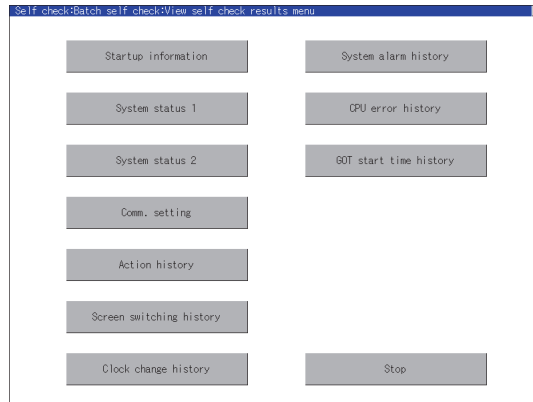 Self check:Batch self check:View self check results menu
Startup information
System alarm history
System status 1
CPU error history
System status 2
GOT start time history
Comm. setting
Action history
Screen switching history
Clock change history
Stop